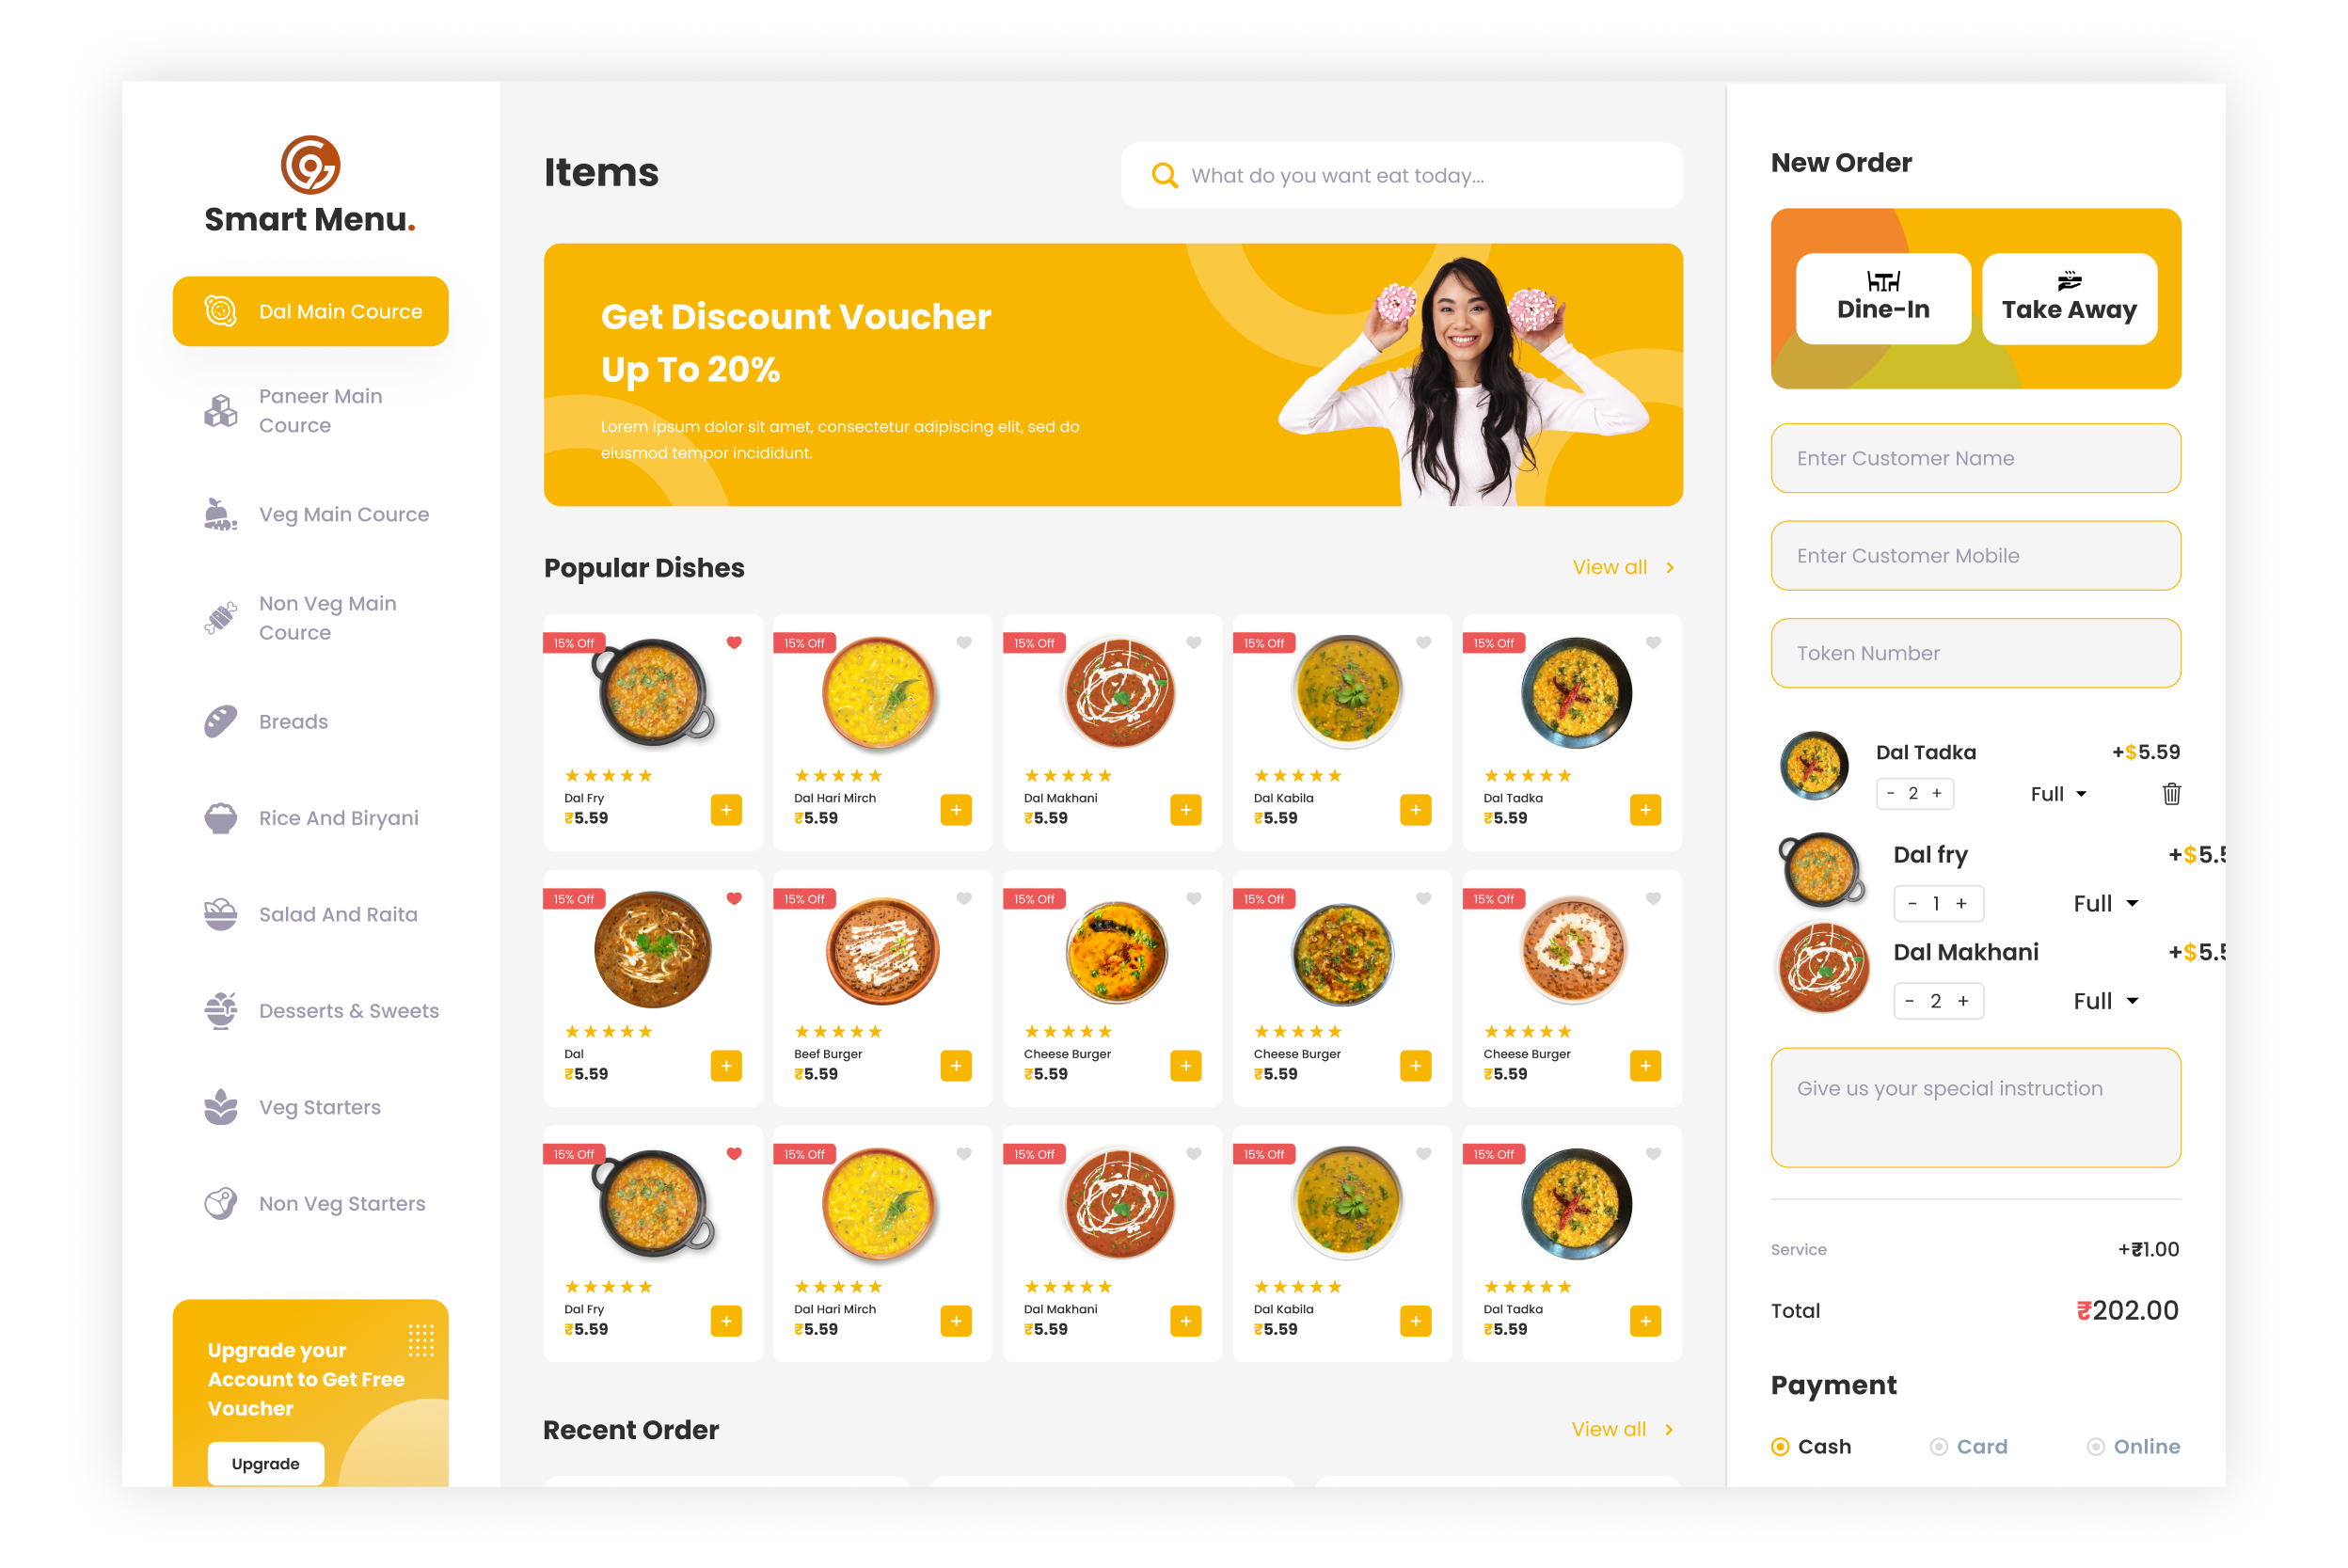 Smart Menu.
Dal Main Cource
Paneer Main
Cource
Veg Main Cource
Non Veg Main
Cource
Breads
Rice And Biryani
Salad And Raita
Desserts & Sweets
Veg Starters
Non Veg Starters
Upgrade your
Account to Get Free
Voucher
Upgrade
Items
What do you want eat today...
Get Discount Voucher
Up To 20%
Lorem ipsum dolor sit amet, consectetur adipiscing elit, sed do
eiusmod tempor incididunt.
Popular Dishes
View all
15% Off
15% Off
15% Off
15% Off
15% Off
Dal Fry
Dal Hari Mirch
Dal Makhani
Dal Kabila
Dal Tadka
₹5.59
+
₹5.59
+
₹5.59
+
₹5.59
+
₹5.59
+
15% Off
15% Off
15% Off
15% Off
15% Off
Dal
Beef Burger
Cheese Burger
Cheese Burger
Cheese Burger
₹5.59
+
₹5.59
+
₹5.59
+
₹5.59
+
₹5.59
+
15% Off
15% Off
15% Off
15% Off
15% Off
Dal Fry
Dal Hari Mirch
Dal Makhani
Dal Kabila
Dal Tadka
₹5.59
+
₹5.59
+
₹5.59
+
₹5.59
+
₹5.59
+
Recent Order
View all
New Order
Dine-In
Take Away
Enter Customer Name
Enter Customer Mobile
Token Number
Dal Tadka +$5.59
- 2 + Full
Dal fry +$5.5
- 1 + Full
Dal Makhani +$5.5
- 2 + Full
Give us your special instruction
Service +₹1.00
Total ₹202.00
Payment
Cash Card Online